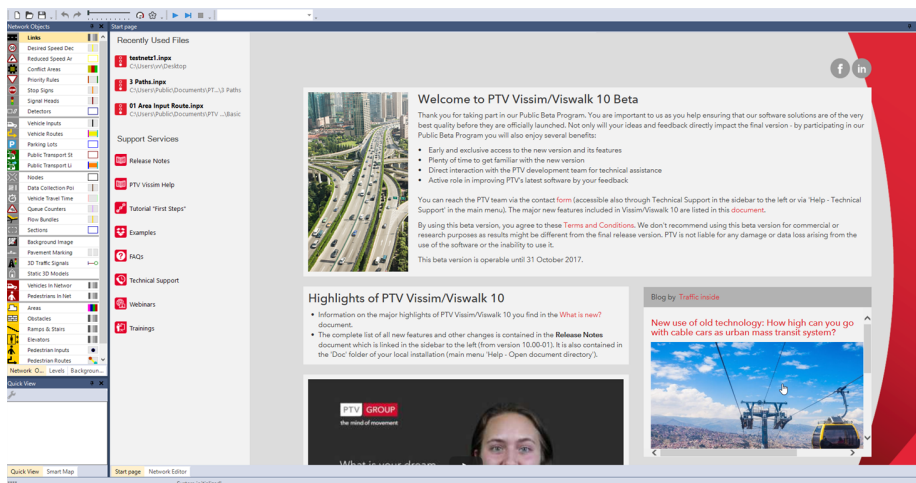 Network Objects
Start page
Links
Desired Speed Dec
Reduced Speed Ar
Conflict Areas
Priority Rules
Stop Signs
Signal Heads
Detectors
Vehicle Inputs
Vehicle Routes
Parking Lots
Public Transport St
Public Transport Li
Nodes
Data Collection Poi
Vehicle Travel Time
Queue Counters
Flow Bundles
Sections
Background Image
Pavement Marking
3D Traffic Signals
Static 3D Models
Vehicles In Networ
Pedestrians In Net
Areas
Obstacles
Ramps & Stairs
Elevators
Pedestrian Inputs
Pedestrian Routes
Network O...
Levels
Backgroun...
Quick View
Quick View
Smart Map
Recently Used Files
testnetz1.inpx
C:\Users\uv\Desktop
3 Paths.inpx
C:\Users\Public\Documents\PT...\3 Paths
01 Area Input Route.inpx
C:\Users\Public\Documents\PTV ...\Basic
Support Services
Release Notes
PTV Vissim Help
Tutorial "First Steps"
Examples
FAQs
Technical Support
Webinars
Trainings
f in
Welcome to PTV Vissim/Viswalk 10 Beta
Thank you for taking part in our Public Beta Program. You are important to us as you help ensuring that our software solutions are of the very
best quality before they are officially launched. Not only will your ideas and feedback directly impact the final version - by participating in our
Public Beta Program you will also enjoy several benefits:
• Early and exclusive access to the new version and its features
• Plenty of time to get familiar with the new version
• Direct interaction with the PTV development team for technical assistance
• Active role in improving PTV's latest software by your feedback
You can reach the PTV team via the contact form (accessible also through Technical Support in the sidebar to the left or via 'Help - Technical
Support' in the main menu). The major new features included in Vissim/Viswalk 10 are listed in this document.
By using this beta version, you agree to these Terms and Conditions. We don't recommend using this beta version for commercial or
research purposes as results might be different from the final release version. PTV is not liable for any damage or data loss arising from the
use of the software or the inability to use it.
This beta version is operable until 31 October 2017.
Highlights of PTV Vissim/Viswalk 10
• Information on the major highlights of PTV Vissim/Viswalk 10 you find in the What is new?
document.
• The complete list of all new features and other changes is contained in the Release Notes
document which is linked in the sidebar to the left (from version 10.00-01). It is also contained in
the 'Doc' folder of your local installation (main menu 'Help - Open document directory').
PTV GROUP
the mind of movement
What is your dream
Blog by Traffic Inside
New use of old technology: How high can you go
with cable cars as urban mass transit system?
Start page
Network Editor